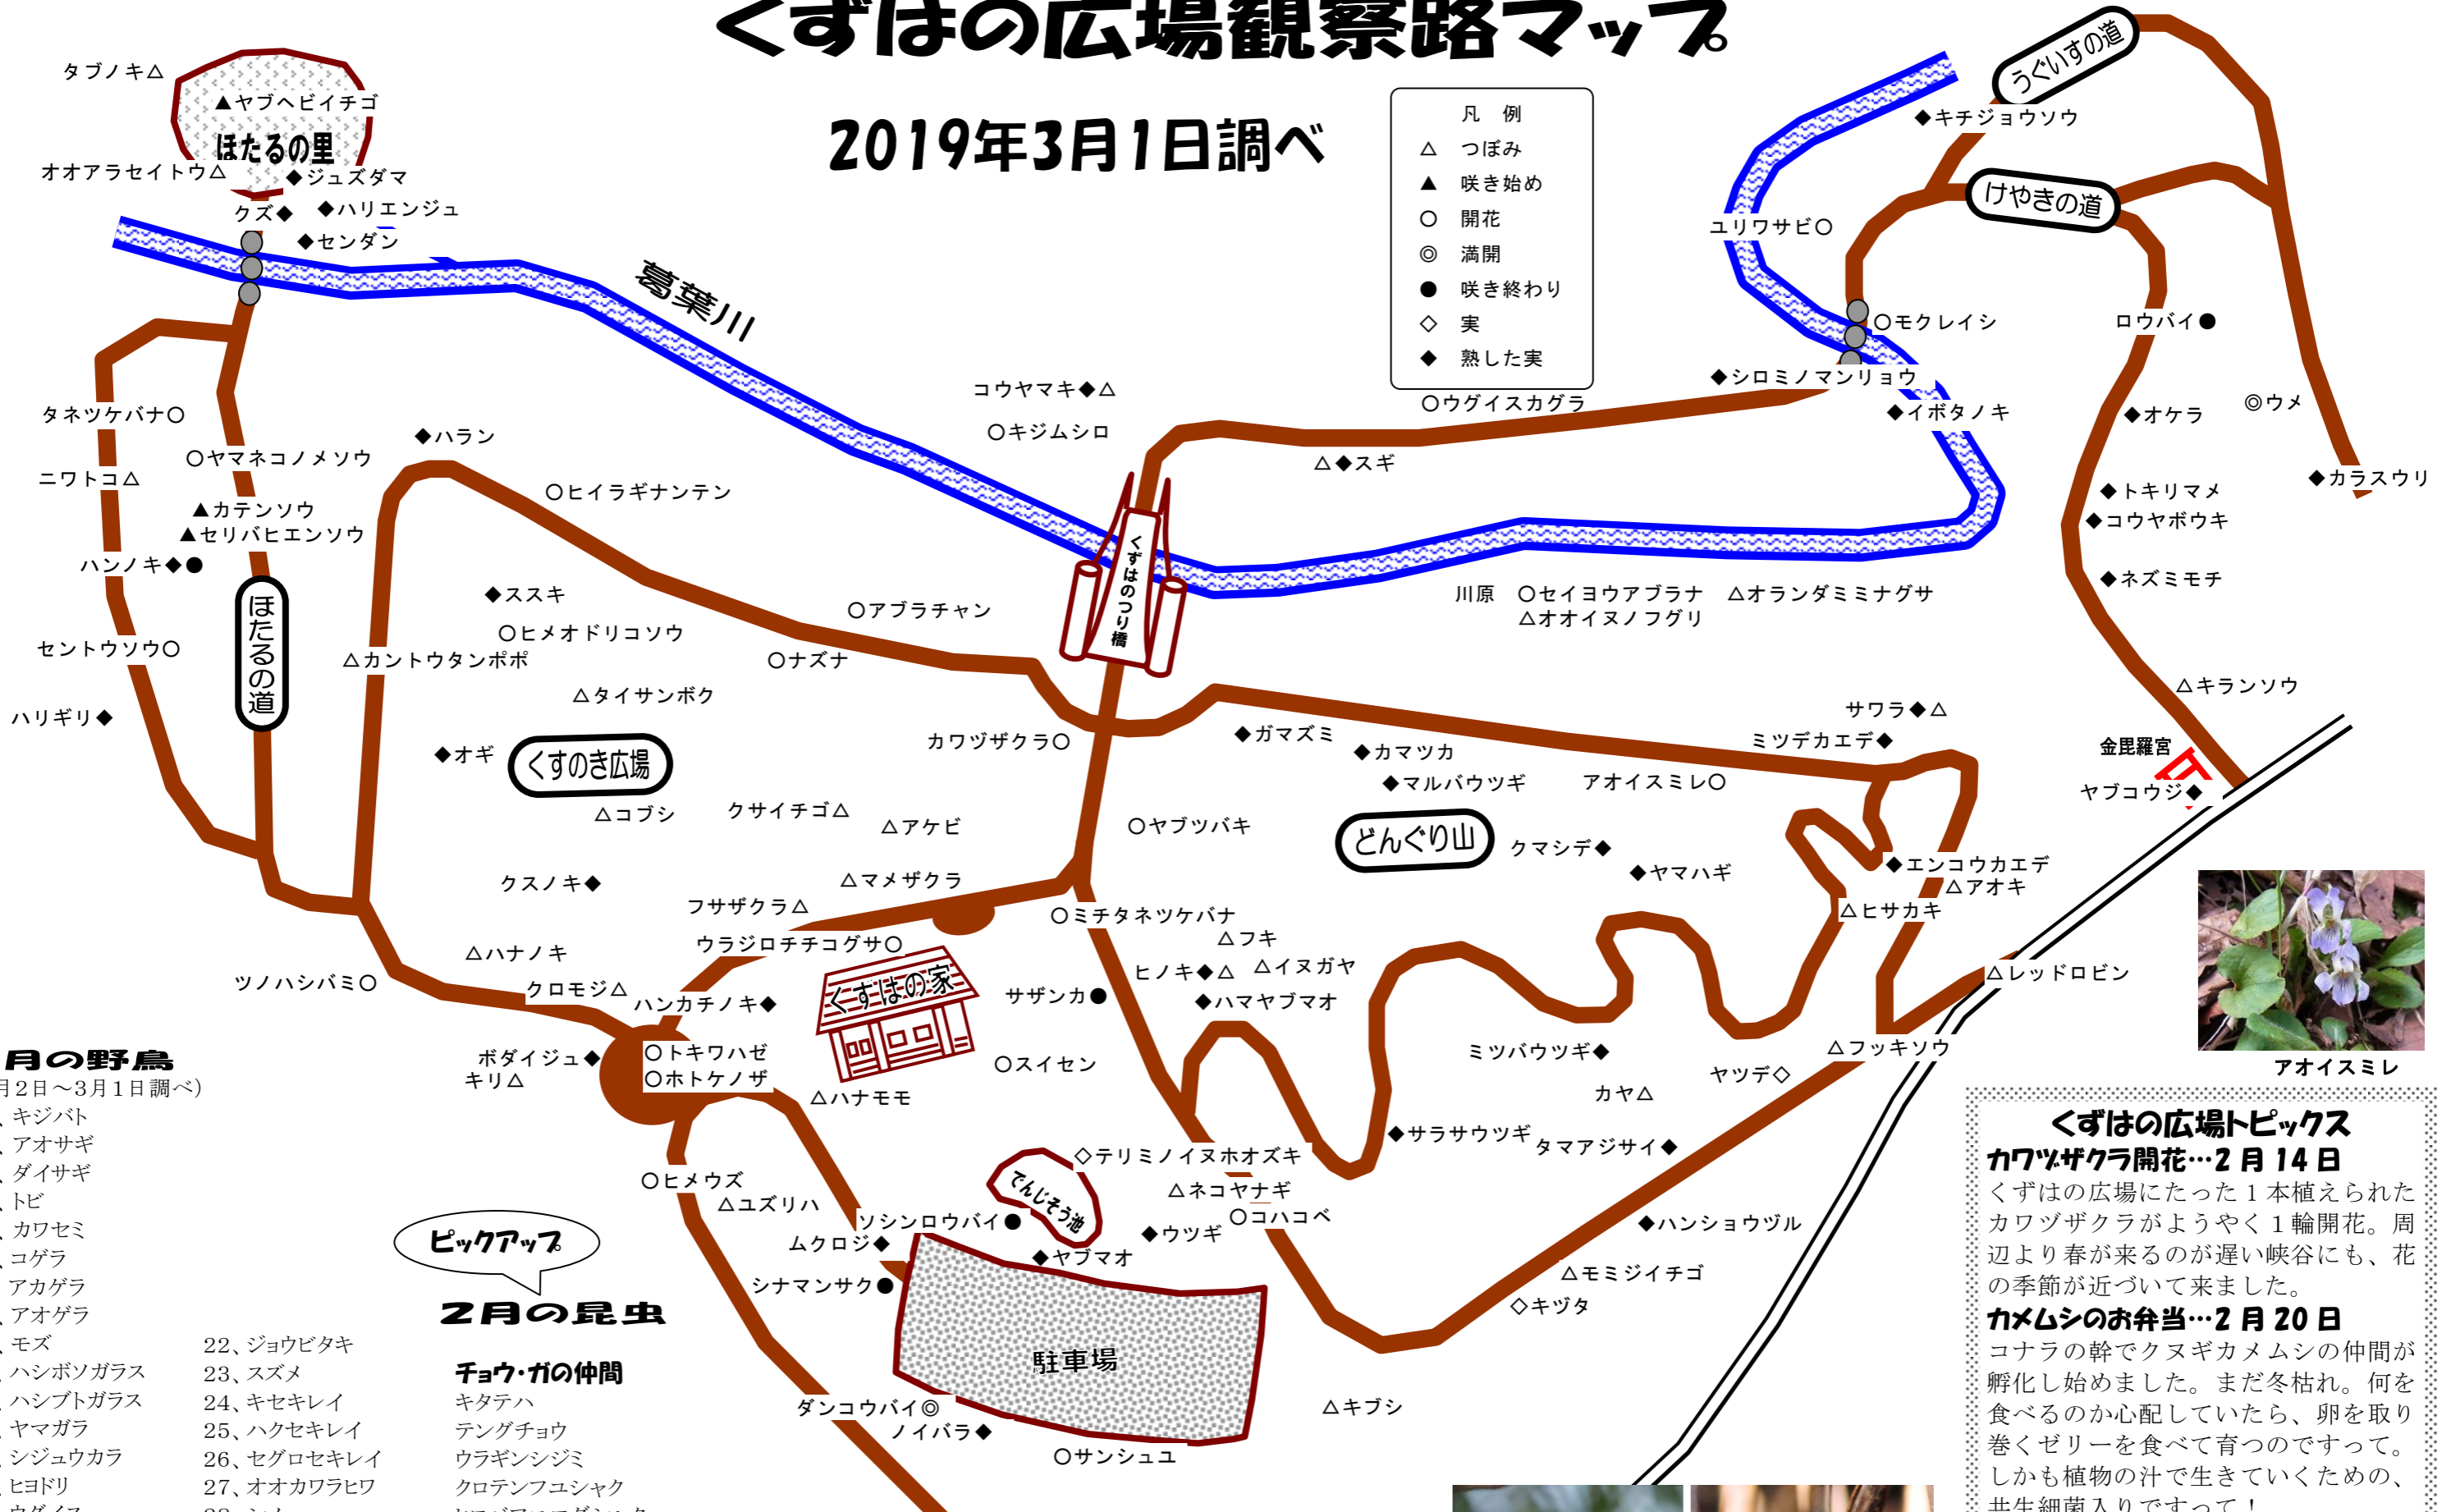 くずはの広場観察路マップ
2019年3月1日調べ
凡 例
△ つぼみ
▲ 咲き始め
○ 開花
◎ 満開
● 咲き終わり
◇ 実
◆ 熟した実
うぐいすの道
けやきの道
タブノキ△
▲ヤブヘビイチゴ
ほたるの里
オオアラセイトウ△
◆ジュズダマ
クズ◆
◆ハリエンジュ
◆センダン
葛葉川
◆キチジョウソウ
ユリワサビ○
○モクレイシ
ロウバイ●
◆シロミノマンリョウ
○ウグイスカグラ
◆イボタノキ
◆オケラ
◎ウメ
コウヤマキ◆△
○キジムシロ
△◆スギ
◆カラスウリ
◆トキリマメ
◆コウヤボウキ
◆ネズミモチ
タネツケバナ○
◆ハラン
○ヤマネコノメソウ
ニワトコ△
▲カテンソウ
▲セリバヒエンソウ
ハンノキ◆●
○ヒイラギナンテン
ほたるの道
◆ススキ
○ヒメオドリコソウ
○アブラチャン
くずはのつり橋
川原 ○セイヨウアブラナ △オランダミミナグサ
△オオイヌノフグリ
セントウソウ○
△カントウタンポポ
○ナズナ
△タイサンボク
△キランソウ
ハリギリ◆
◆オギ
くすのき広場
カワヅザクラ○
◆ガマズミ
◆カマツカ
◆マルバウツギ
サワラ◆△
ミツデカエデ◆
アオイスミレ○
金毘羅宮
ヤブコウジ◆
△コブシ
クサイチゴ△
△アケビ
○ヤブツバキ
どんぐり山
クマシデ◆
◆ヤマハギ
◆エンコウカエデ
△アオキ
△ヒサカキ
クスノキ◆
△マメザクラ
フサザクラ△
○ミチタネツケバナ
ウラジロチチコグサ○
△フキ
△ハナノキ
ヒノキ◆△
△イヌガヤ
ツノハシバミ○
クロモジ△
ハンカチノキ◆
くずはの家
サザンカ●
◆ハマヤブマオ
△レッドロビン
ボダイジュ◆
キリ△
○トキワハゼ
○ホトケノザ
△ハナモモ
○スイセン
ミツバウツギ◆
カヤ△
ヤツデ◇
△フッキソウ
アオイスミレ
◆サラサウツギ
タマアジサイ◆
◇テリミノイヌホオズキ
○ヒメウズ
△ユズリハ
でんじそう池
△ネコヤナギ
○コハコベ
ソシンロウバイ●
ムクロジ◆
◆ウツギ
◆ヤブマオ
シナマンサク●
◆ハンショウヅル
△モミジイチゴ
◇キヅタ
駐車場
ダンコウバイ◎
ノイバラ◆
○サンシュユ
△キブシ
月の野鳥
月2日～3月1日調べ)
、キジバト
、アオサギ
、ダイサギ
、トビ
、カワセミ
、コゲラ
アカゲラ
、アオゲラ
、モズ
、ハシボソガラス
、ハシブトガラス
、ヤマガラ
、シジュウカラ
、ヒヨドリ
22、ジョウビタキ
23、スズメ
24、キセキレイ
25、ハクセキレイ
26、セグロセキレイ
27、オオカワラヒワ
ピックアップ
2月の昆虫
チョウ・ガの仲間
キタテハ
テングチョウ
ウラギンシジミ
クロテンフユシャク
くずはの広場トピックス
カワヅザクラ開花…2月14日
くずはの広場にたった1本植えられた
カワヅザクラがようやく1輪開花。周
辺より春が来るのが遅い峡谷にも、花
の季節が近づいて来ました。
カメムシのお弁当…2月20日
コナラの幹でクヌギカメムシの仲間が
孵化し始めました。まだ冬枯れ。何を
食べるのか心配していたら、卵を取り
巻くゼリーを食べて育つのですって。
しかも植物の汁で生きていくための、
共生細菌入りですって！